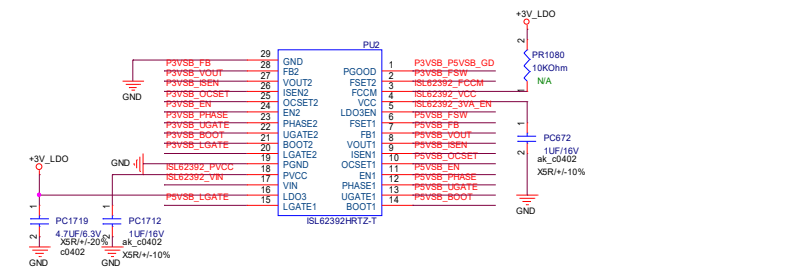 +3V_LDO
PU2
29 GND
P3VSB_FB 28 FB2
P3VSB_VOUT 27 VOUT2
P3VSB_ISEN 26 ISEN2
P3VSB_OCSET 25 OCSET2
P3VSB_EN 24 EN2
P3VSB_PHASE 23 PHASE2
P3VSB_UGATE 22 UGATE2
P3VSB_BOOT 21 BOOT2
P3VSB_LGATE 20 LGATE2
GND 19 PGND
ISL62392_PVCC 18 PVCC
ISL62392_VIN 17 VIN
16 LDO3
P5VSB_LGATE 15 LGATE1
PGOOD 1 P3VSB_P5VSB_GD
FSET2 2 P3VSB_FSW
FCCM 3 ISL62392_FCCM
VCC 4 ISL62392_VCC
LDO3EN 5 ISL62392_3VA_EN
FSET1 6 P5VSB_FSW
FB1 7 P5VSB_FB
VOUT1 8 P5VSB_VOUT
ISEN1 9 P5VSB_ISEN
OCSET1 10 P5VSB_OCSET
EN1 11 P5VSB_EN
PHASE1 12 P5VSB_PHASE
UGATE1 13 P5VSB_UGATE
BOOT1 14 P5VSB_BOOT
ISL62392HRTZ-T
GND
+3V_LDO
1
PC1719
4.7UF/6.3V
2
X5R/+/-20%
c0402
GND
1
PC1712
1UF/16V
2
ak_c0402
X5R/+/-10%
GND
2
PR1080
10KOhm
N/A
1
1
PC672
1UF/16V
2
ak_c0402
X5R/+/-10%
GND